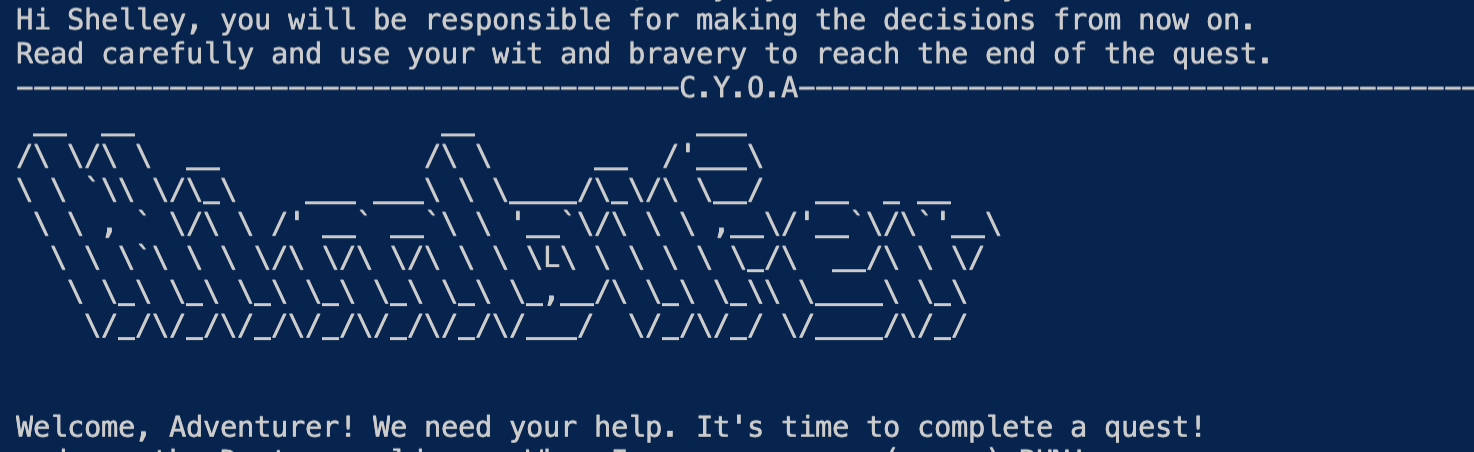 Hi Shelley, you will be responsible for making the decisions from now on.
Read carefully and use your wit and bravery to reach the end of the quest.
C.Y.O.A
Nimblifier
Welcome, Adventurer! We need your help. It's time to complete a quest!